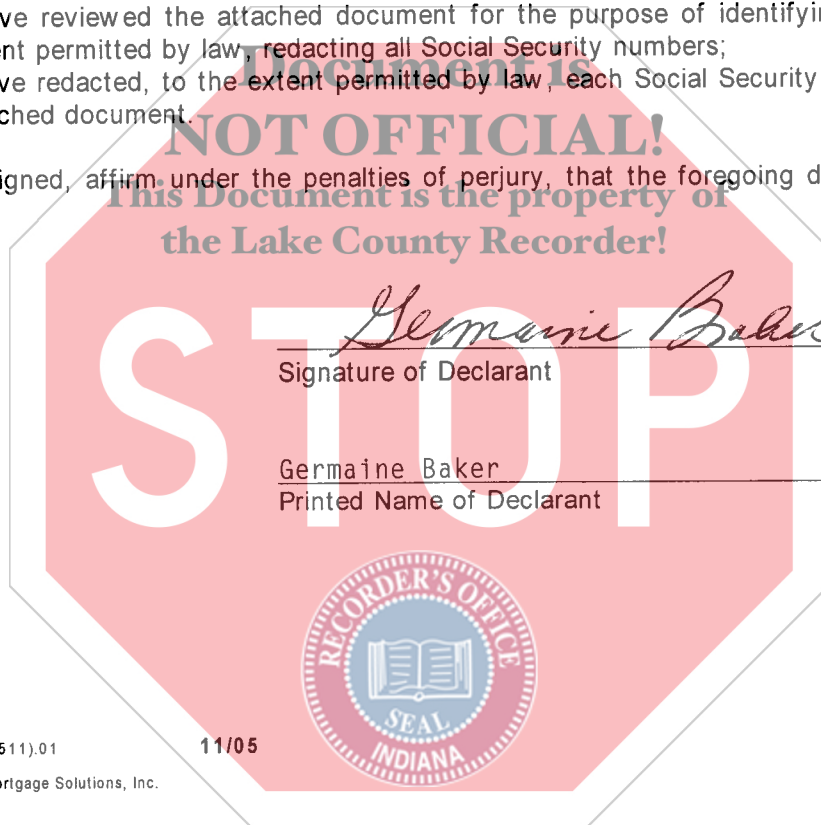 ve reviewed the attached document for the purpose of identifyin
ent permitted by law, redacting all Social Security numbers;
Document is
ve redacted, to the extent permitted by law, each Social Security
ched document.
NOT OFFICIAL!
igned, affirm under the penalties of perjury, that the foregoing d
This Document is the property of
the Lake County Recorder!
STOP
Germaine Baker
Signature of Declarant
Germaine Baker
Printed Name of Declarant
RECORDER'S OFFICE
SEAL
INDIANA
511).01 11/05
ortgage Solutions, Inc.